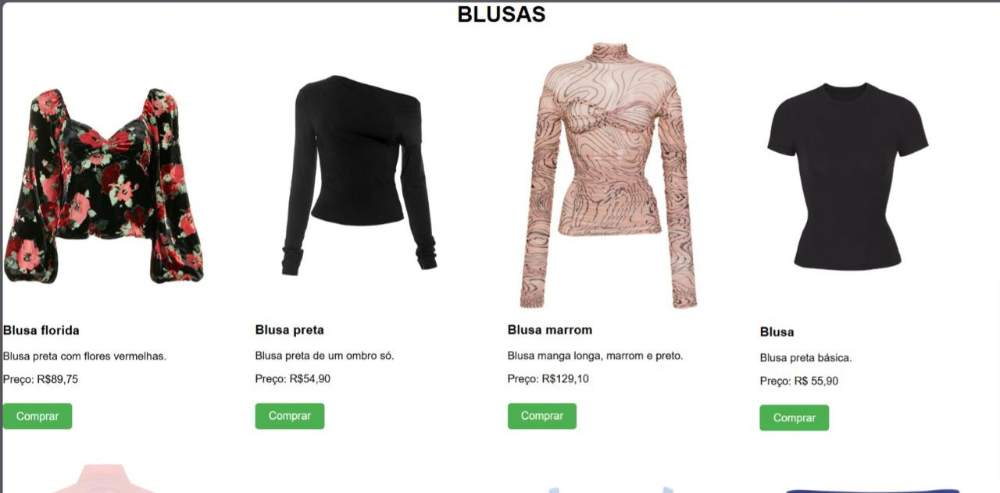 BLUSAS
Blusa florida
Blusa preta com flores vermelhas.
Preço: R$89,75
Comprar
Blusa preta
Blusa preta de um ombro só.
Preço: R$54,90
Comprar
Blusa marrom
Blusa manga longa, marrom e preto.
Preço: R$129,10
Comprar
Blusa
Blusa preta básica.
Preço: R$ 55,90
Comprar